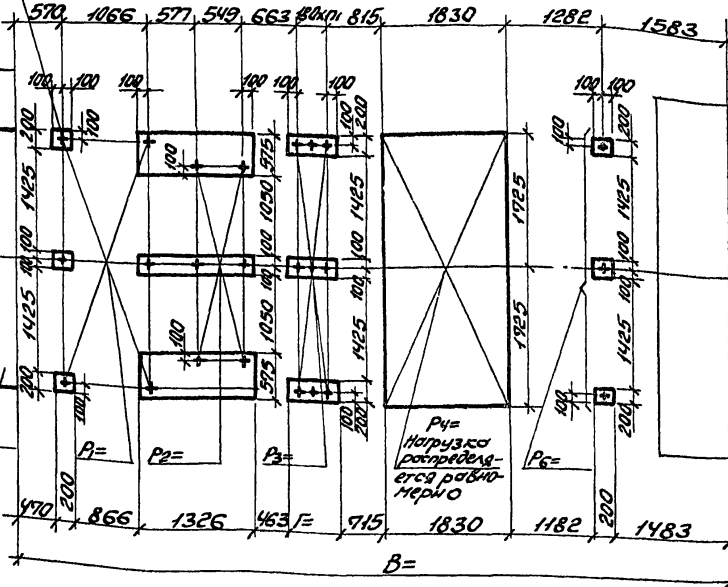 570 1066 577 549 663 180хп1 815 1830 1282 1583
100 100 100 100 100 100 100 100
200 100 100 100 200 100 200
1425 100 575 1425 1725 1425
1050
100 100 100 100
100 100 100 100
1425 1050 1425 1925 1425
100 575
200 100 100 200 100 200
P1= P2= P3= P4= P6=
Нагрузка
распределя-
ется равно-
мерно
470 200 866 1326 463 Г= 715 1830 1182 200 1483
В=